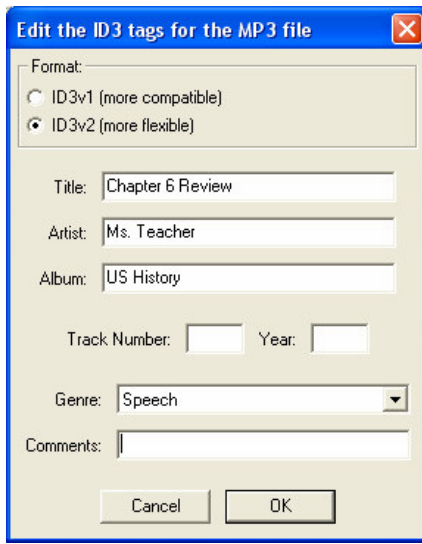 Edit the ID3 tags for the MP3 file
Format:
ID3v1 (more compatible)
ID3v2 (more flexible)
Title: Chapter 6 Review
Artist: Ms. Teacher
Album: US History
Track Number: Year:
Genre: Speech
Comments:
Cancel OK